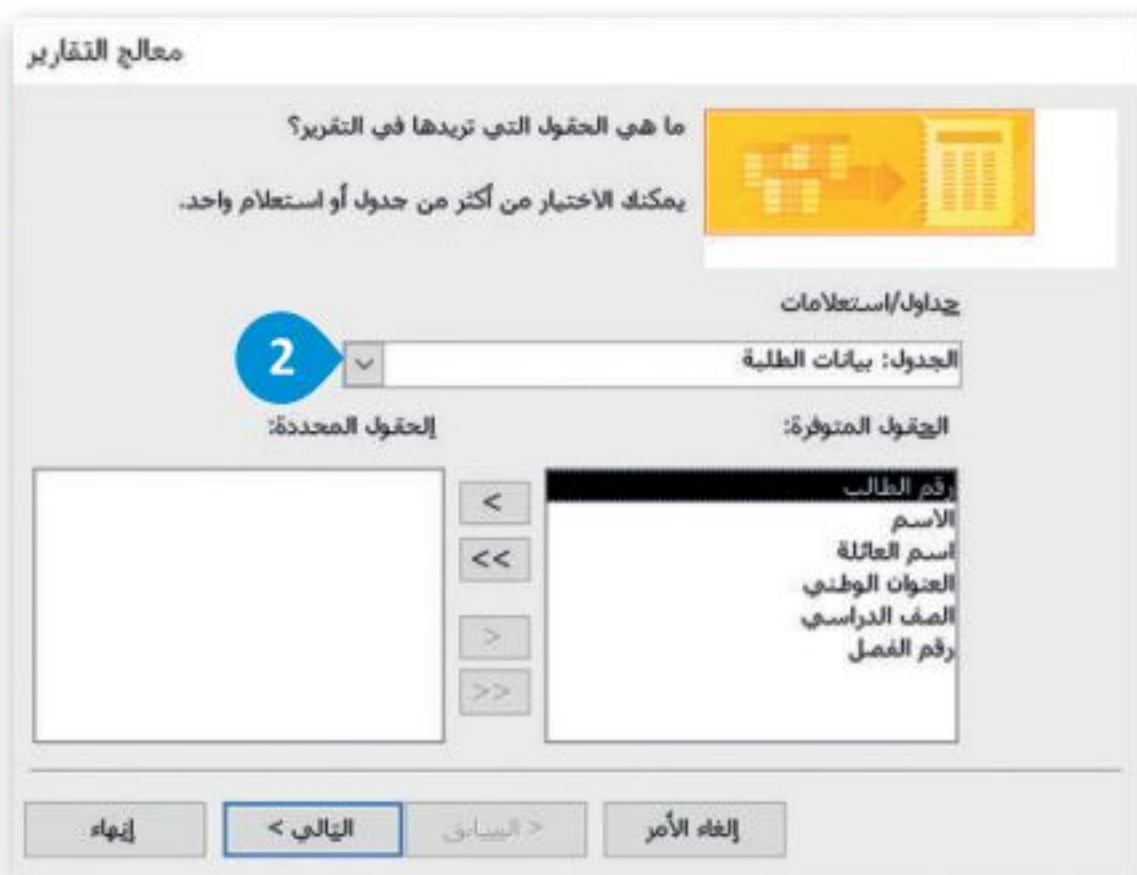 معالج التقارير
ما هي الحقول التي تريدها في التقرير؟
يمكنك الاختيار من أكثر من جدول أو استعلام واحد.
جداول/استعلامات
الجدول: بيانات الطلبة
2
الحقول المتوفرة:
الحقول المحددة:
رقم الطالب
الاسم
اسم العائلة
العنوان الوطني
الصف الدراسي
رقم الفصل
<
<<
>
>>
إلغاء الأمر
< السابق
التالي >
إنهاء